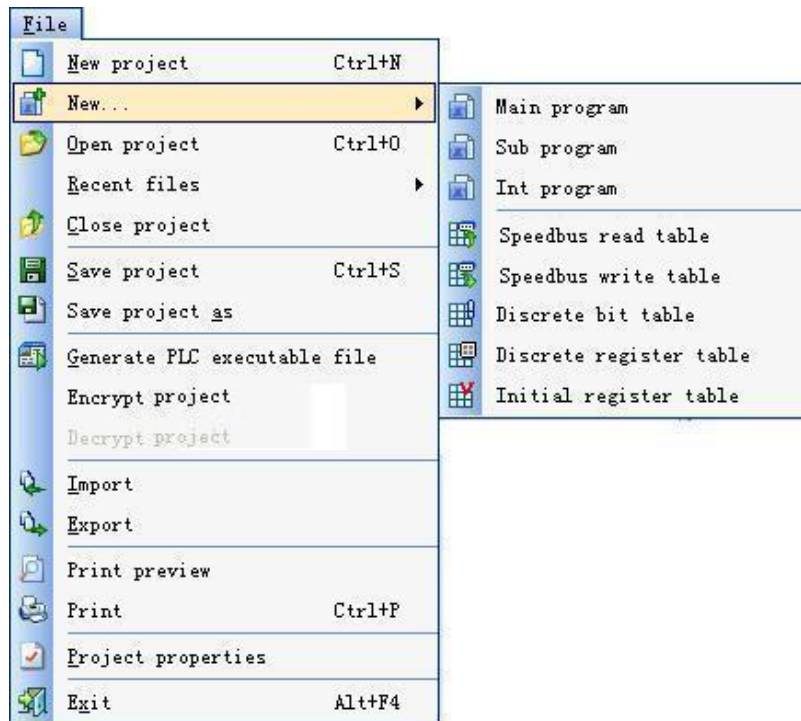 File
New project Ctrl+N
New...
Open project Ctrl+O
Recent files
Close project
Save project Ctrl+S
Save project as
Generate PLC executable file
Encrypt project
Decrypt project
Import
Export
Print preview
Print Ctrl+P
Project properties
Exit Alt+F4
Main program
Sub program
Int program
Speedbus read table
Speedbus write table
Discrete bit table
Discrete register table
Initial register table